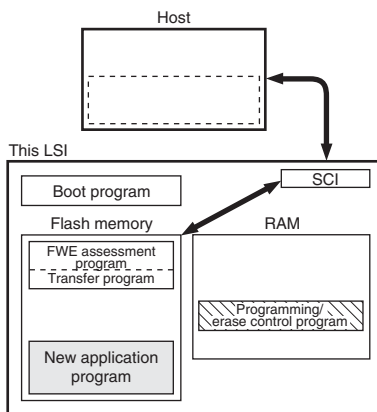 Host
This LSI
SCI
Boot program
Flash memory
RAM
FWE assessment
program
Transfer program
Programming/
erase control program
New application
program